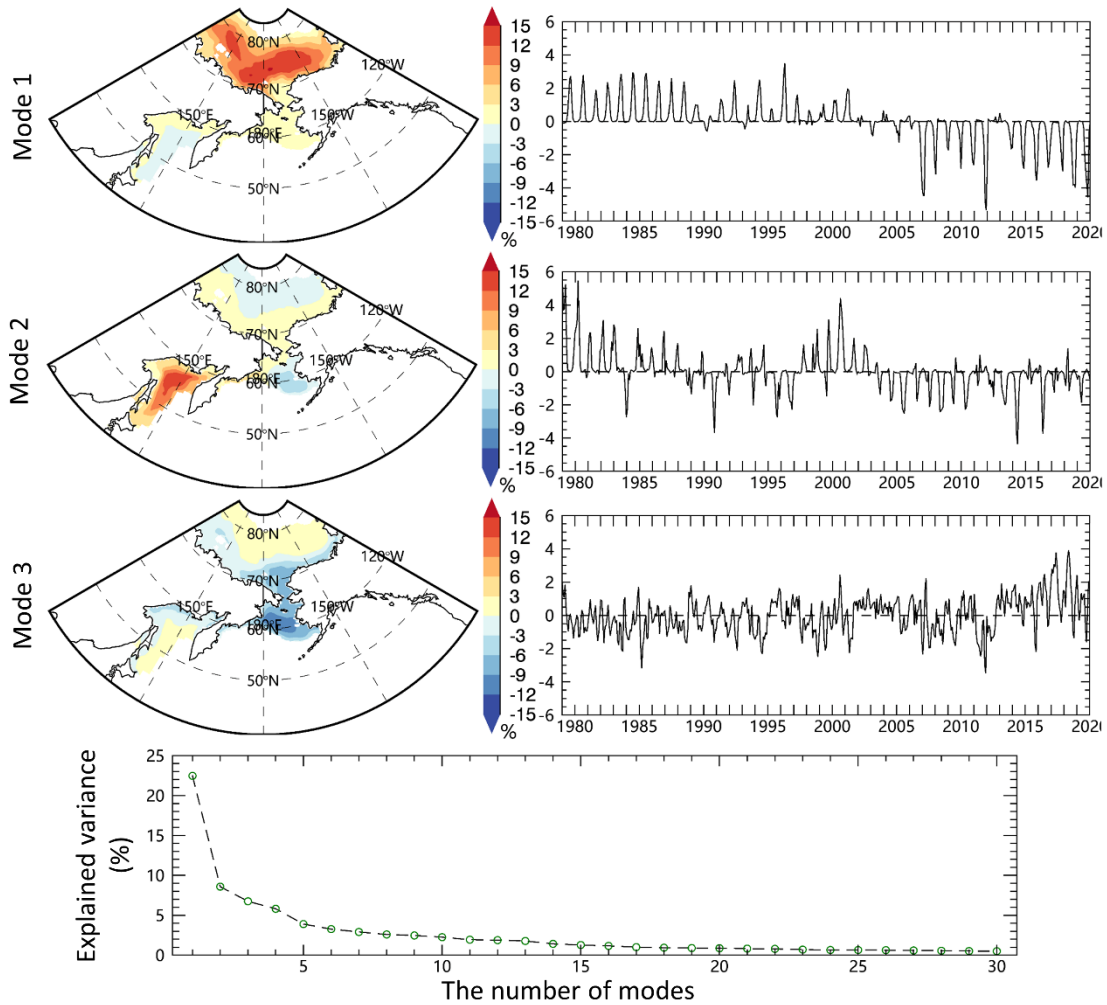 Mode 1
80°N
70°N
120°W
150°E
150°W
180°E
60°N
50°N
15
12
9
6
3
0
-3
-6
-9
-12
-15
%
6
4
2
0
-2
-4
-6
1980 1985 1990 1995 2000 2005 2010 2015 2020
Mode 2
80°N
70°N
120°W
150°E
150°W
180°E
60°N
50°N
15
12
9
6
3
0
-3
-6
-9
-12
-15
%
6
4
2
0
-2
-4
-6
1980 1985 1990 1995 2000 2005 2010 2015 2020
Mode 3
80°N
70°N
120°W
150°E
150°W
180°E
60°N
50°N
15
12
9
6
3
0
-3
-6
-9
-12
-15
%
6
4
2
0
-2
-4
-6
1980 1985 1990 1995 2000 2005 2010 2015 2020
Explained variance
(%)
25
20
15
10
5
0
5 10 15 20 25 30
The number of modes